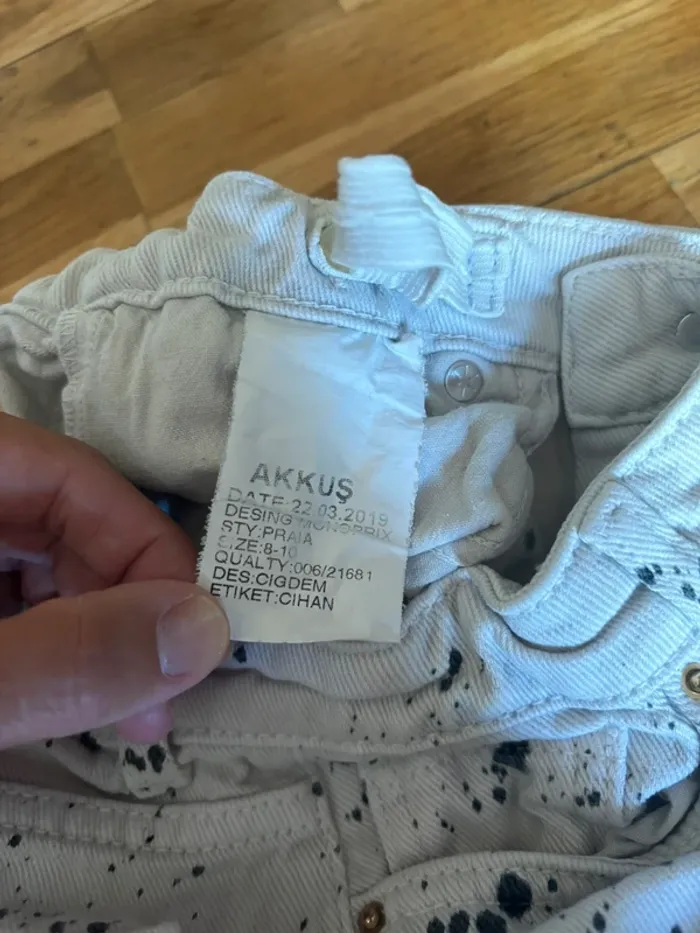 AKKUŞ
DATE:22.03.2019
DESING MONOPRIX
STY:PRAIA
SIZE:8-10
QUALTY:006/21681
DES:CIGDEM
ETIKET:CIHAN